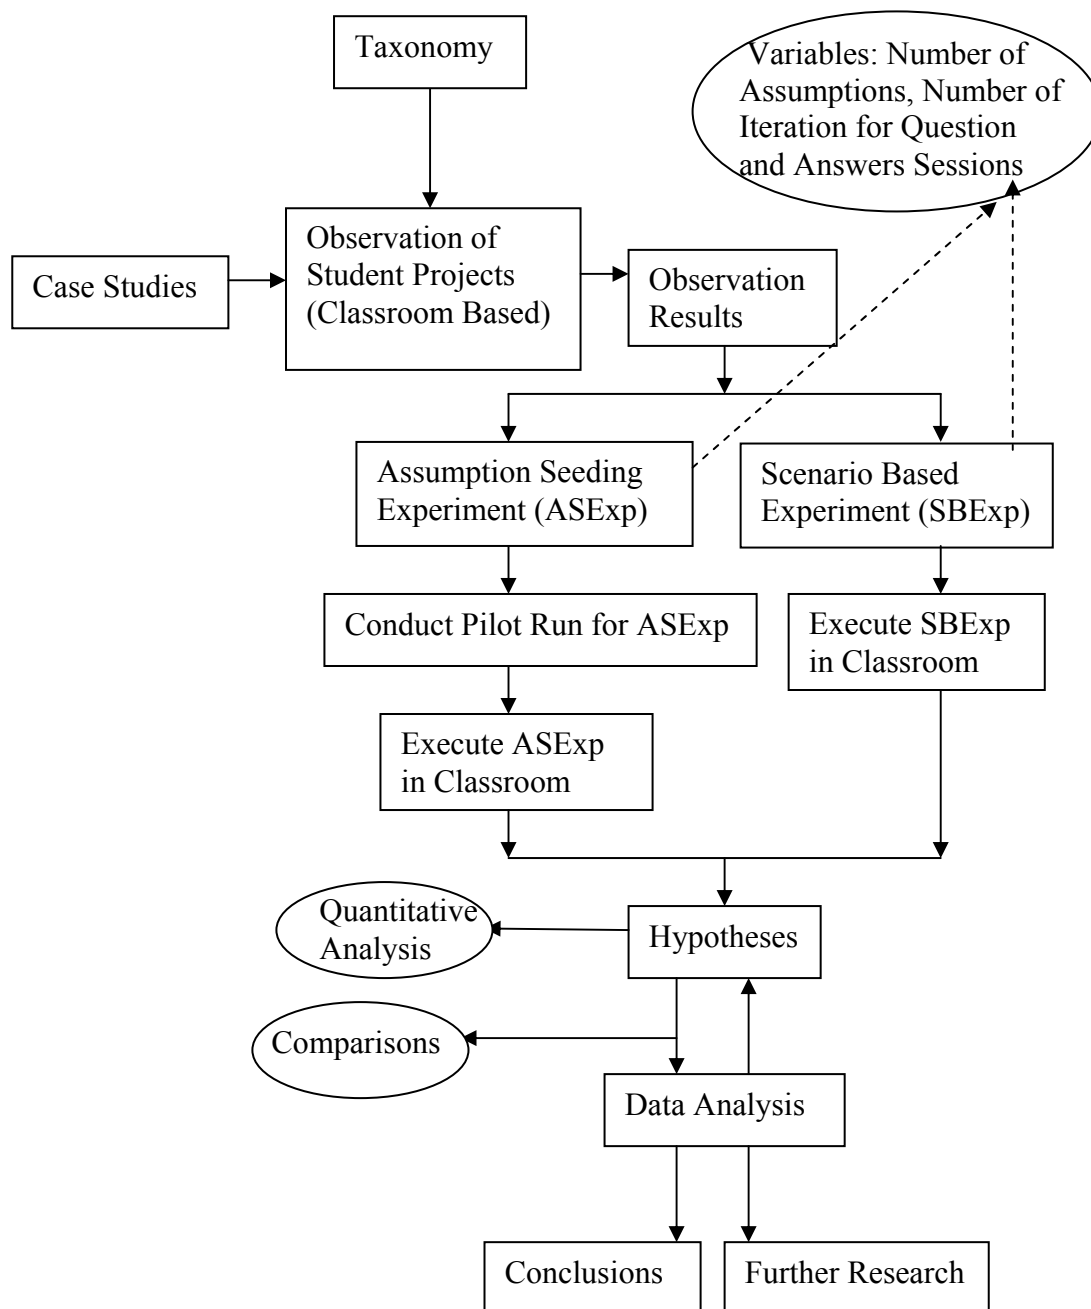 Taxonomy
Variables: Number of
Assumptions, Number of
Iteration for Question
and Answers Sessions
Case Studies
Observation of
Student Projects
(Classroom Based)
Observation
Results
Assumption Seeding
Experiment (ASExp)
Scenario Based
Experiment (SBExp)
Conduct Pilot Run for ASExp
Execute SBExp
in Classroom
Execute ASExp
in Classroom
Quantitative
Analysis
Hypotheses
Comparisons
Data Analysis
Conclusions
Further Research